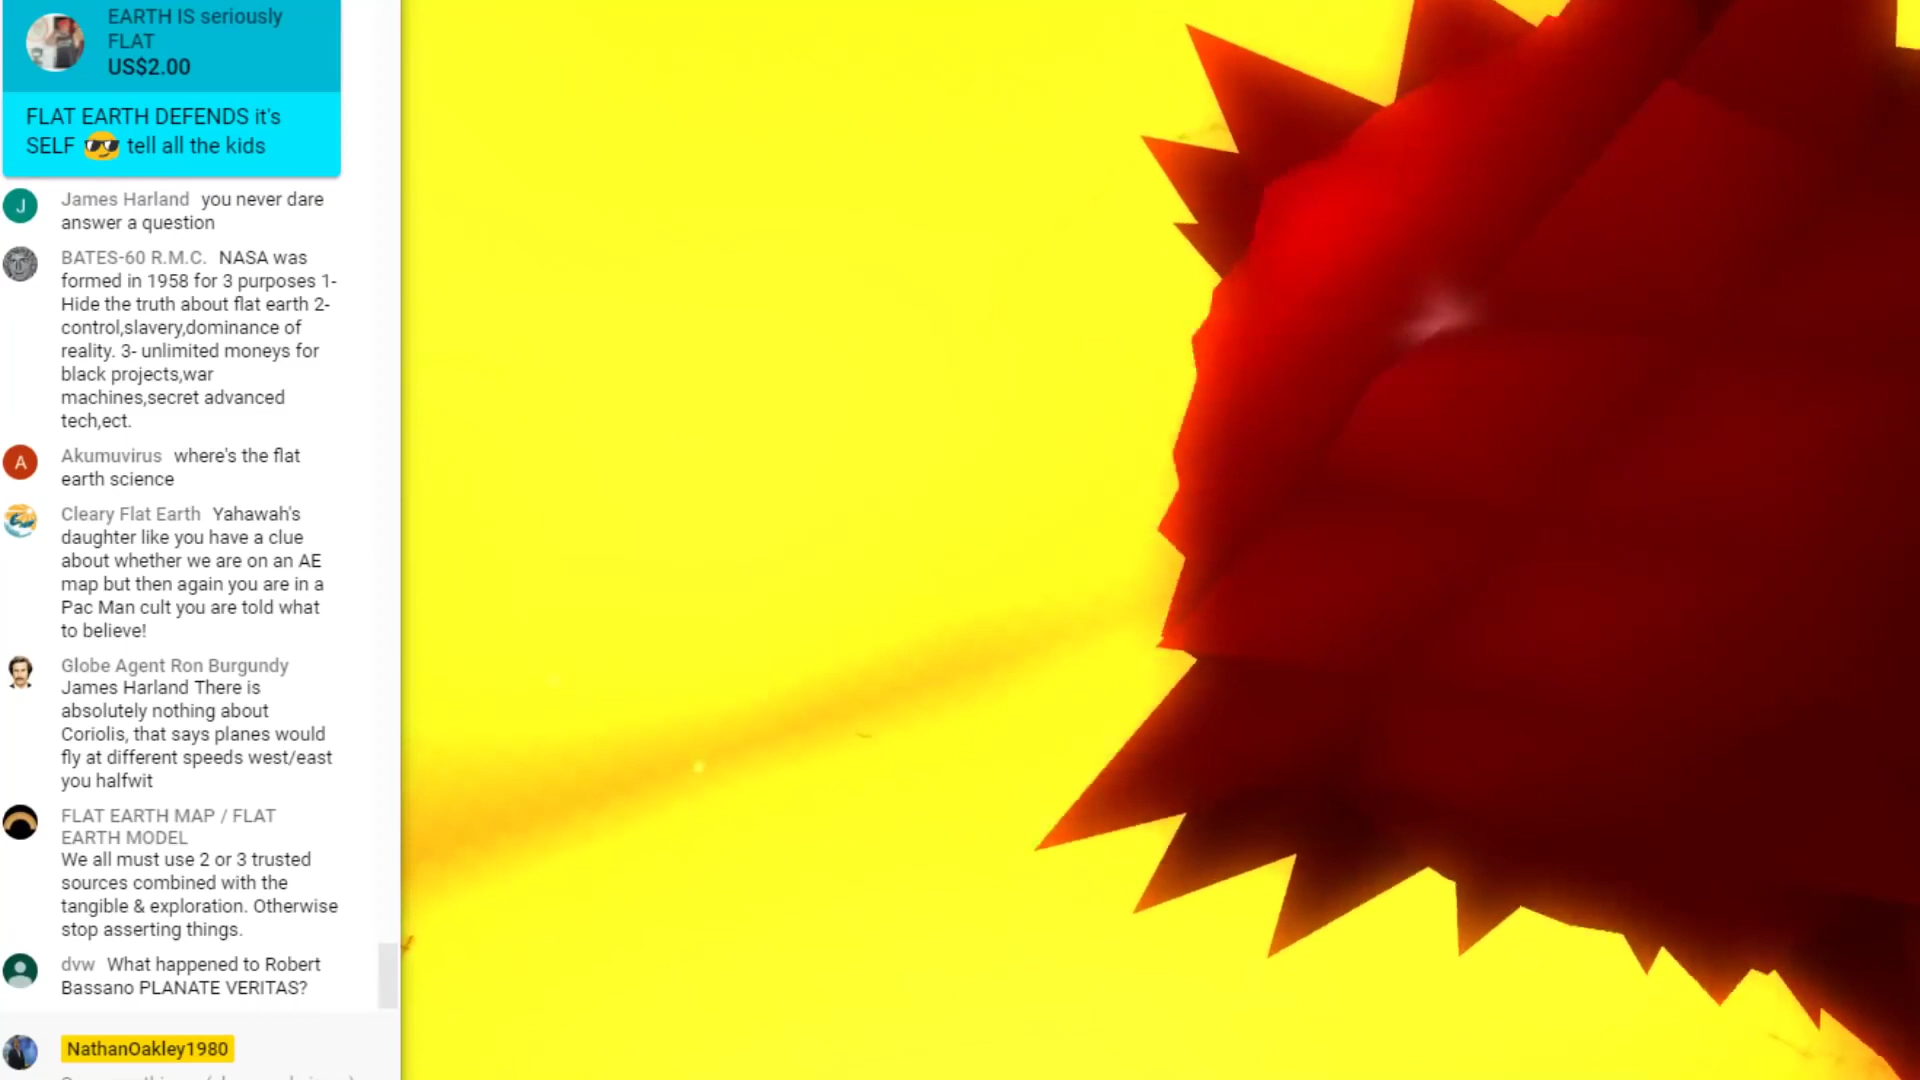 EARTH IS seriously
FLAT
US$2.00
FLAT EARTH DEFENDS it's
SELF 😎 tell all the kids
J
James Harland you never dare
answer a question
BATES-60 R.M.C. NASA was
formed in 1958 for 3 purposes 1-
Hide the truth about flat earth 2-
control,slavery,dominance of
reality. 3- unlimited moneys for
black projects,war
machines,secret advanced
tech,ect.
A
Akumuvirus where's the flat
earth science
Cleary Flat Earth Yahawah's
daughter like you have a clue
about whether we are on an AE
map but then again you are in a
Pac Man cult you are told what
to believe!
Globe Agent Ron Burgundy
James Harland There is
absolutely nothing about
Coriolis, that says planes would
fly at different speeds west/east
you halfwit
FLAT EARTH MAP / FLAT
EARTH MODEL
We all must use 2 or 3 trusted
sources combined with the
tangible & exploration. Otherwise
stop asserting things.
dvw What happened to Robert
Bassano PLANATE VERITAS?
NathanOakley1980